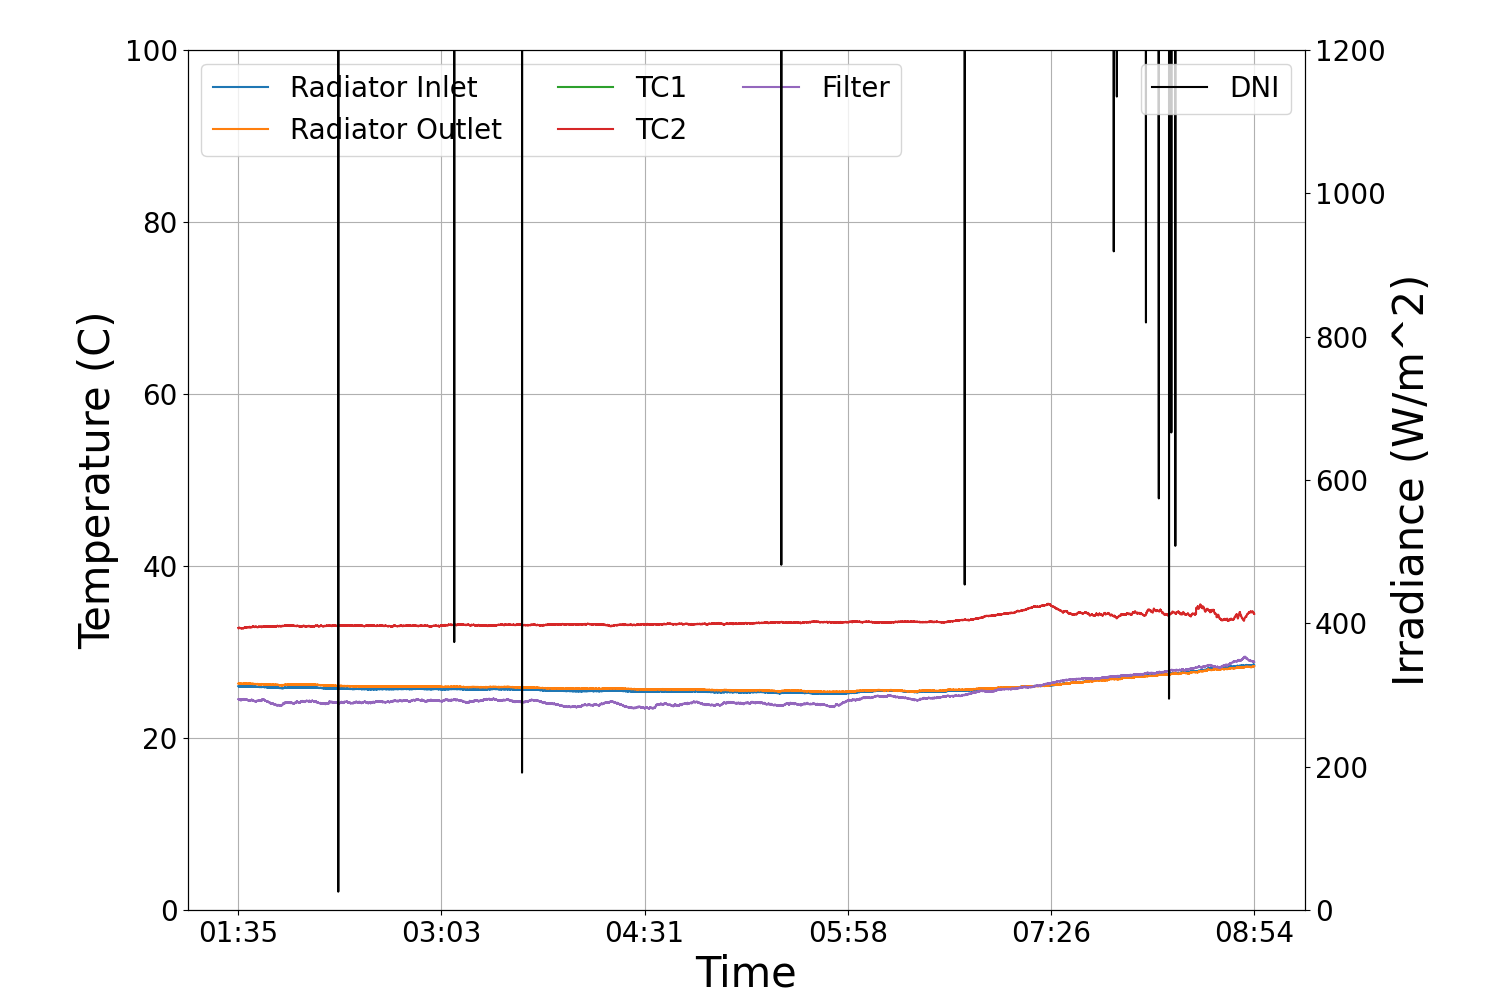 100
80
60
40
20
0
Temperature (C)
Radiator Inlet
Radiator Outlet
TC1
TC2
Filter
DNI
1200
1000
800
600
400
200
0
Irradiance (W/m^2)
01:35 03:03 04:31 05:58 07:26 08:54
Time